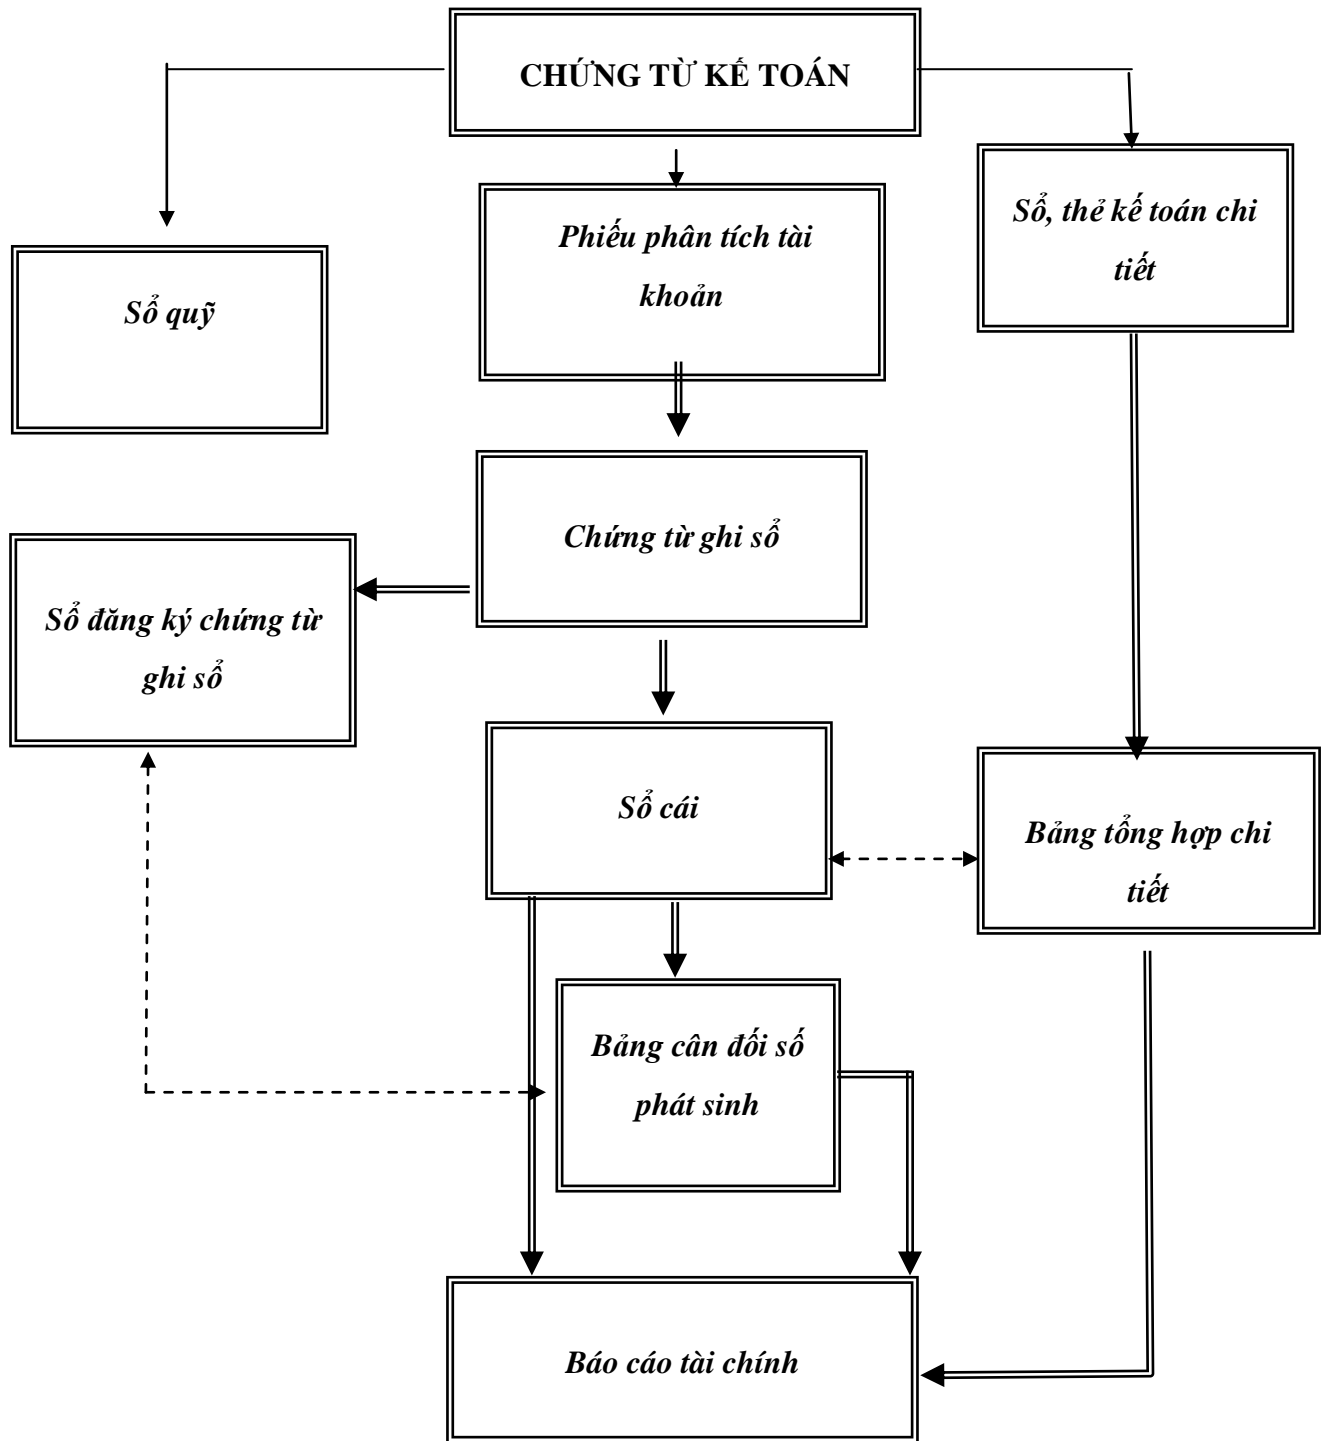 CHỨNG TỪ KẾ TOÁN
Sổ, thẻ kế toán chi
tiết
Phiếu phân tích tài
khoản
Sổ quỹ
Chứng từ ghi sổ
Sổ đăng ký chứng từ
ghi sổ
Sổ cái
Bảng tổng hợp chi
tiết
Bảng cân đối số
phát sinh
Báo cáo tài chính